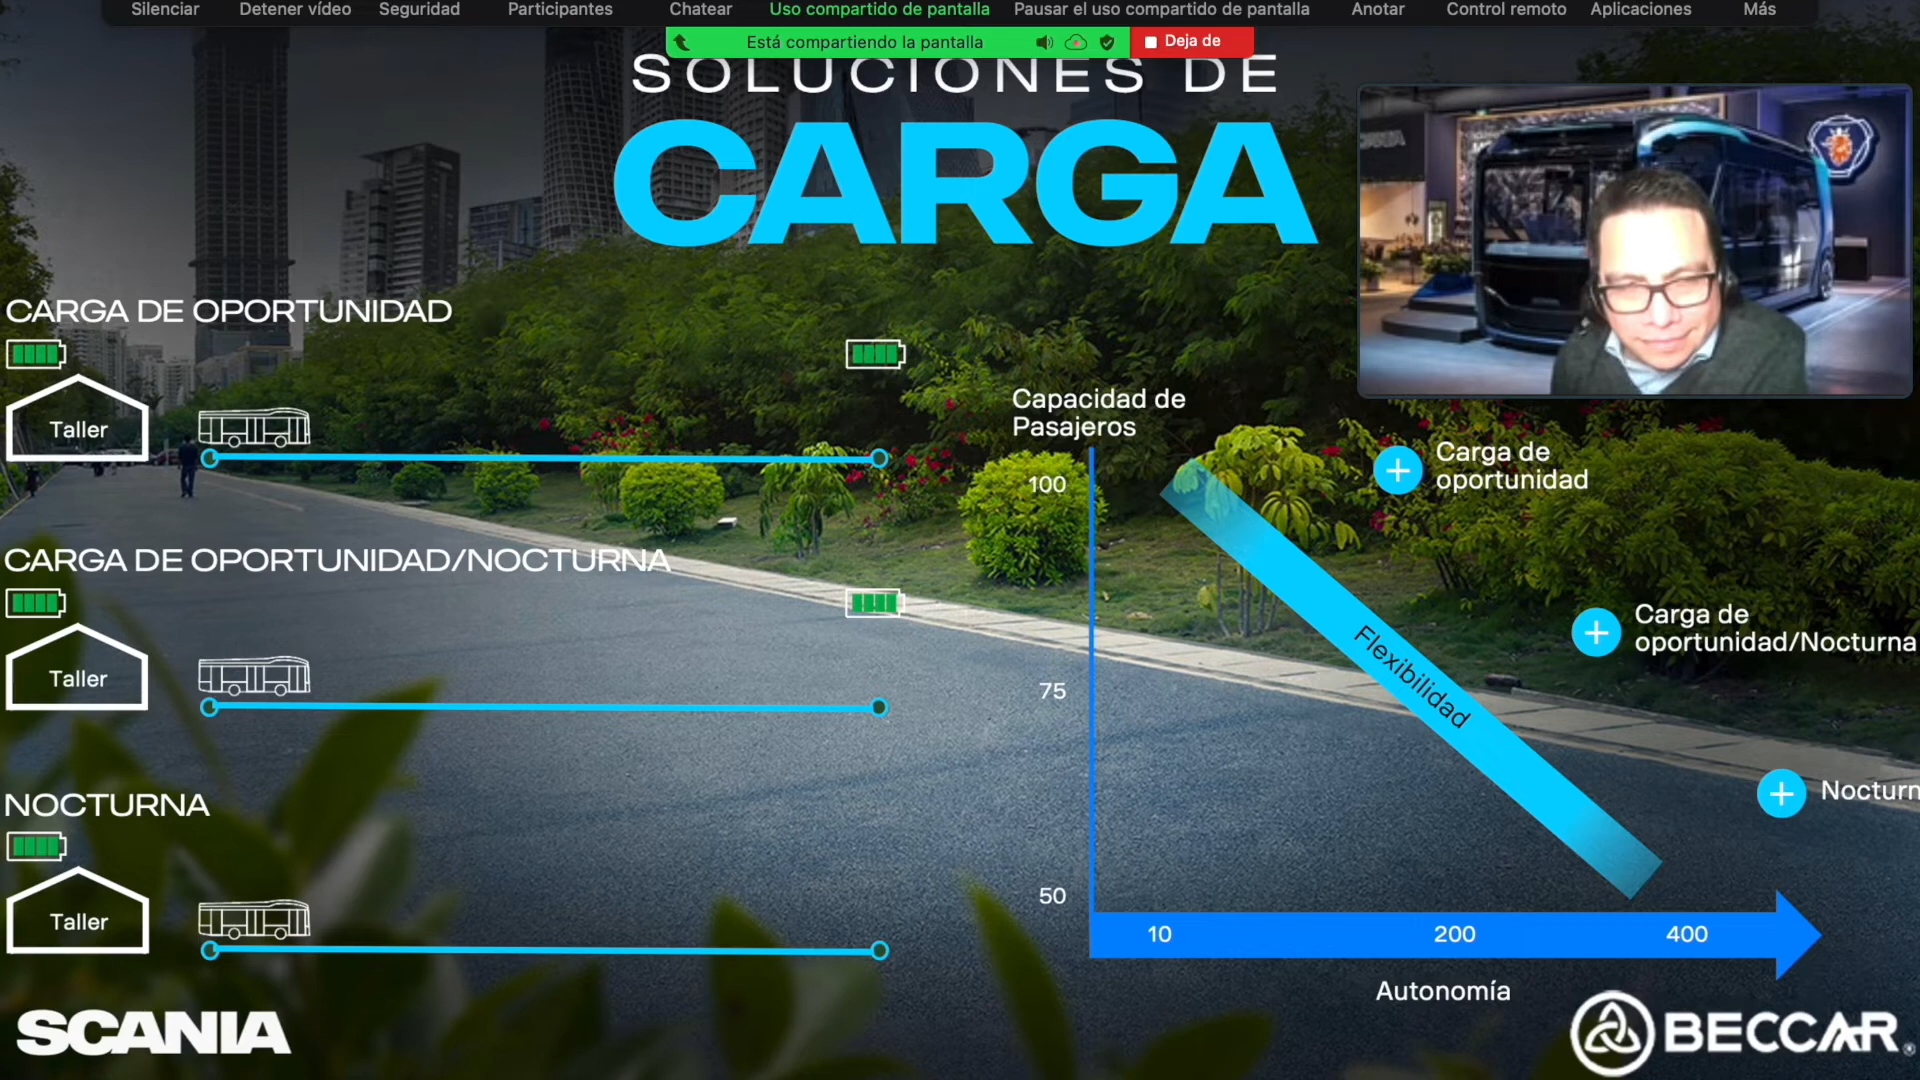 Silenciar
Detener vídeo
Seguridad
Participantes
Chatear
Uso compartido de pantalla
Pausar el uso compartido de pantalla
Anotar
Control remoto
Aplicaciones
Más
Está compartiendo la pantalla
Deja de
SOLUCIONES DE
CARGA
CARGA DE OPORTUNIDAD
Taller
CARGA DE OPORTUNIDAD/NOCTURNA
Taller
NOCTURNA
Taller
Capacidad de
Pasajeros
100
75
50
Flexibilidad
Carga de
oportunidad
Carga de
oportunidad/Nocturna
Nocturn
10
200
400
Autonomía
SCANIA
BECCAR